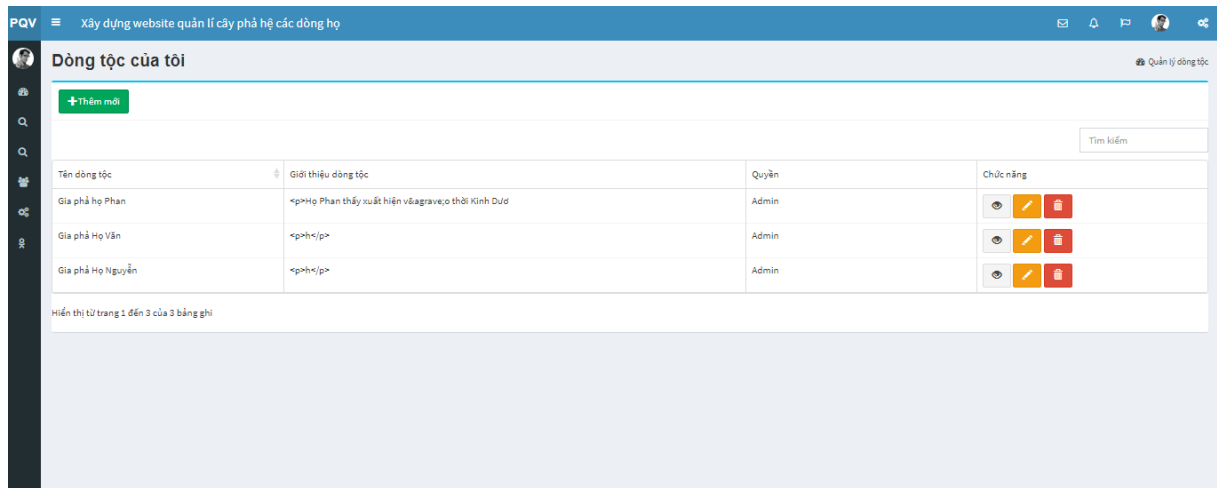 PQV Xây dựng website quản lí cây phả hệ các dòng họ
Dòng tộc của tôi
Quản lý dòng tộc
Thêm mới
Tìm kiếm
Tên dòng tộc Giới thiệu dòng tộc Quyền Chức năng
Gia phả họ Phan <p>Họ Phan thấy xuất hiện v&agrave;o thời Kinh Dươ Admin
Gia phả Họ Văn <p>h</p> Admin
Gia phả Họ Nguyễn <p>h</p> Admin
Hiển thị từ trang 1 đến 3 của 3 bảng ghi